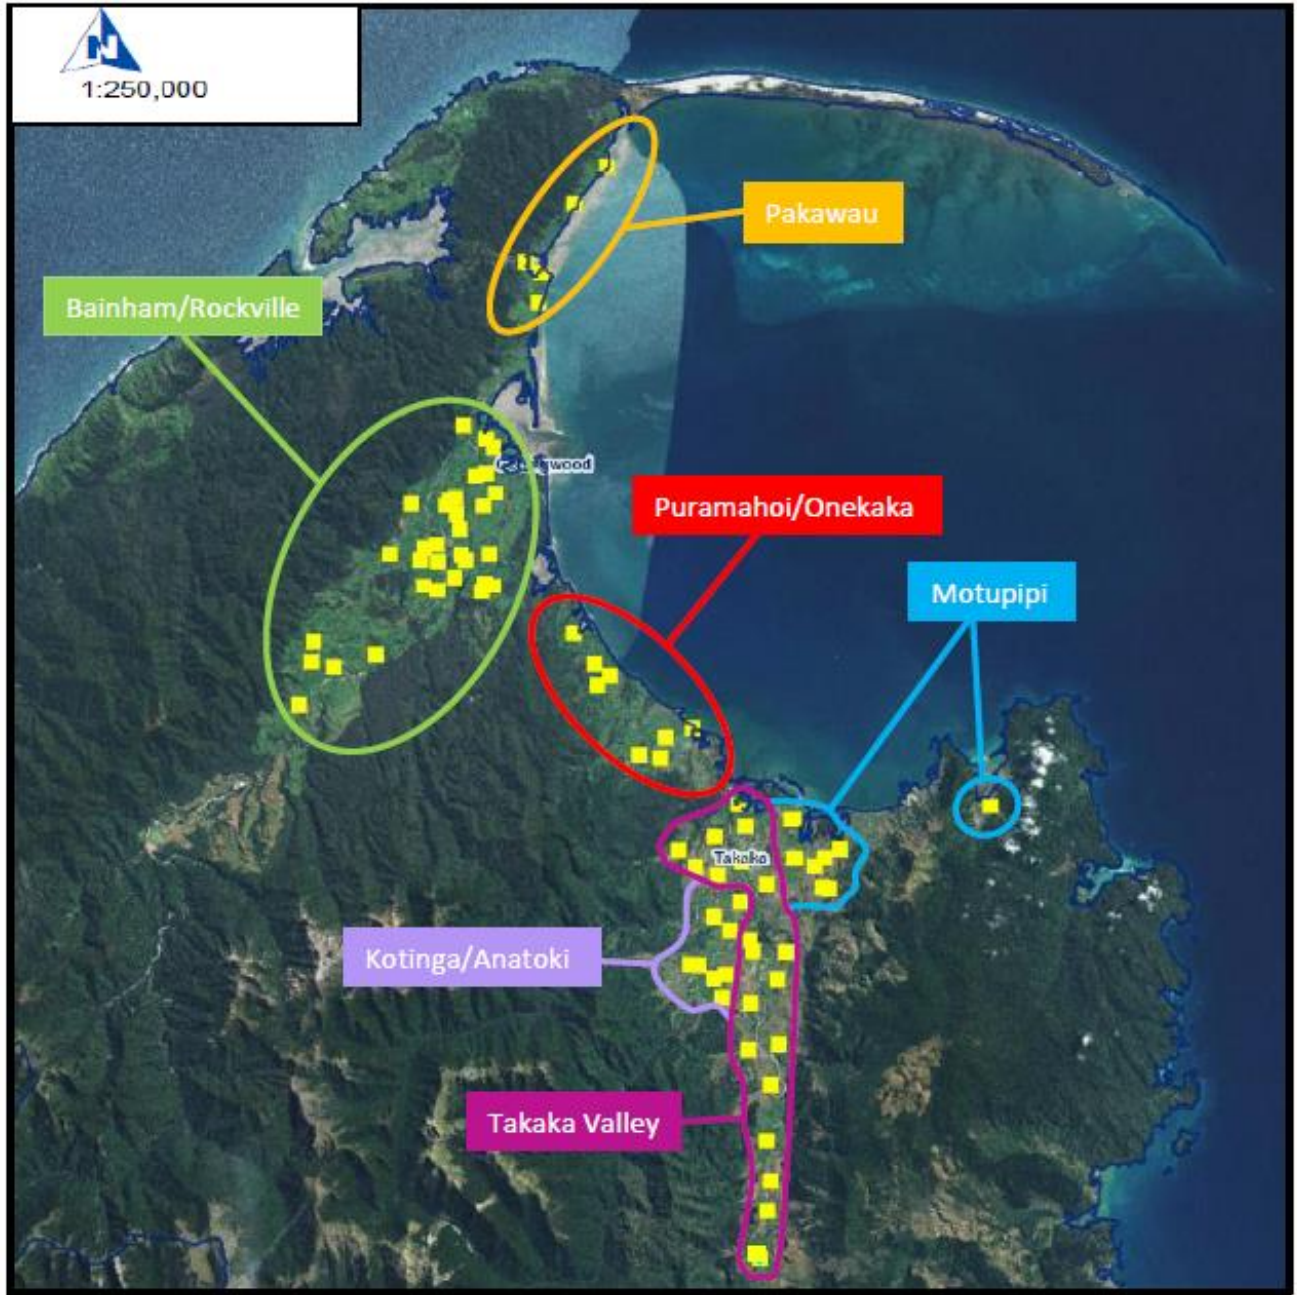 N
1:250,000
Pakawau
Bainham/Rockville
Puramahoi/Onekaka
Motupipi
Takaka
Kotinga/Anatoki
Takaka Valley